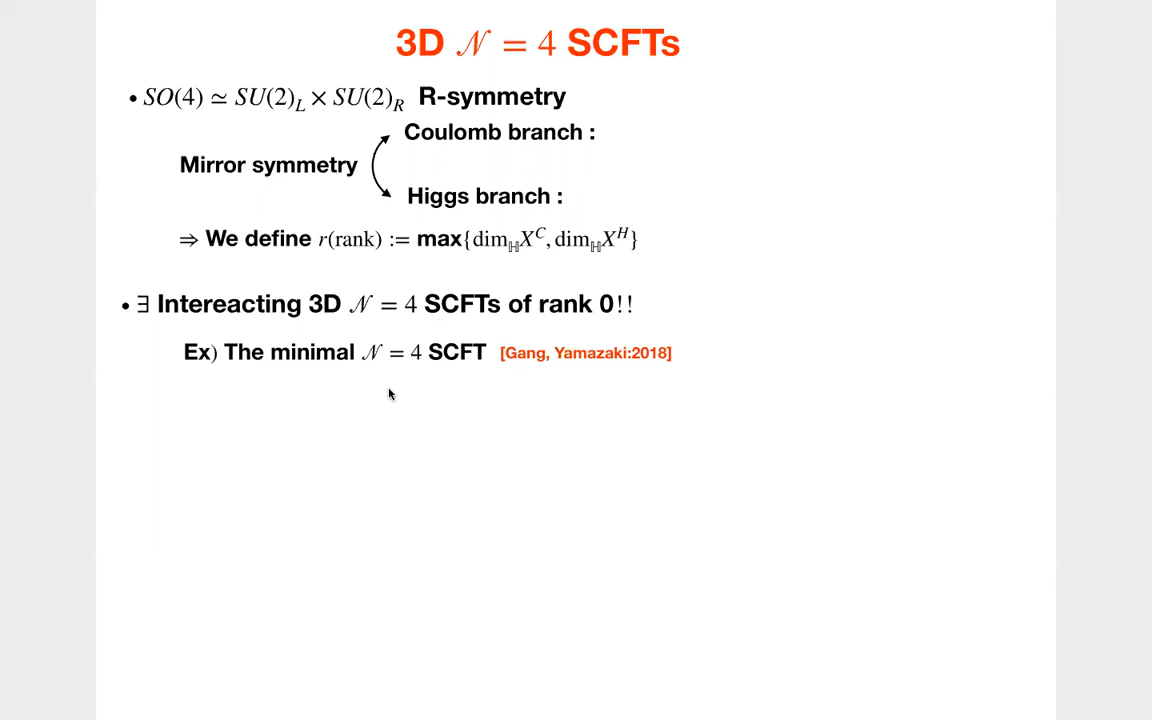 3D 𝒩 = 4 SCFTs
• SO(4) ≃ SU(2)_L × SU(2)_R R-symmetry
Coulomb branch :
Mirror symmetry
Higgs branch :
⇒ We define r(rank) := max{dim_ℍ X^C, dim_ℍ X^H}
• ∃ Intereacting 3D 𝒩 = 4 SCFTs of rank 0!!
Ex) The minimal 𝒩 = 4 SCFT [Gang, Yamazaki:2018]